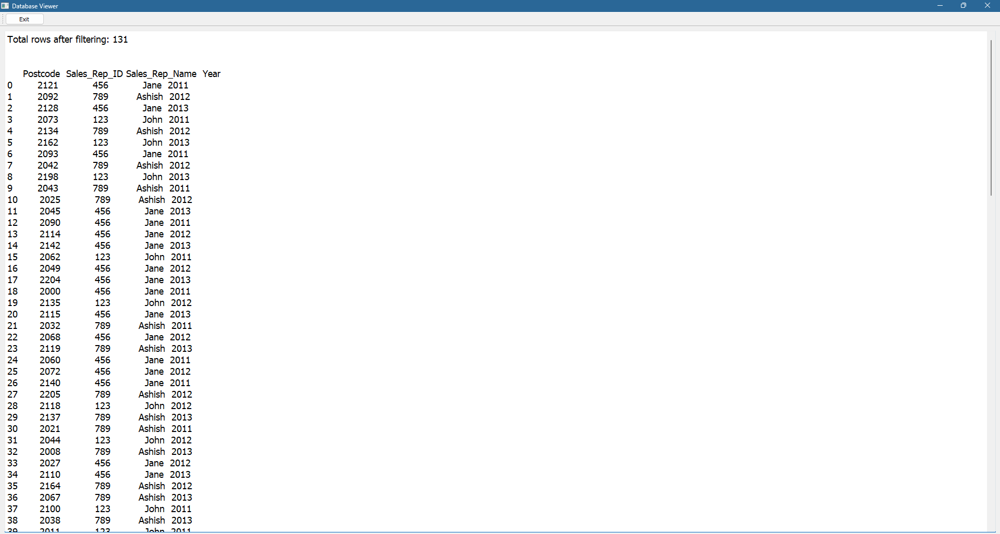 Database Viewer
Exit
Total rows after filtering: 131
Postcode Sales_Rep_ID Sales_Rep_Name Year
0 2121 456 Jane 2011
1 2092 789 Ashish 2012
2 2128 456 Jane 2013
3 2073 123 John 2011
4 2134 789 Ashish 2012
5 2162 123 John 2013
6 2093 456 Jane 2011
7 2042 789 Ashish 2012
8 2198 123 John 2013
9 2043 789 Ashish 2011
10 2025 789 Ashish 2012
11 2045 456 Jane 2013
12 2090 456 Jane 2011
13 2114 456 Jane 2012
14 2142 456 Jane 2013
15 2062 123 John 2011
16 2049 456 Jane 2012
17 2204 456 Jane 2013
18 2000 456 Jane 2011
19 2135 123 John 2012
20 2115 456 Jane 2013
21 2032 789 Ashish 2011
22 2068 456 Jane 2012
23 2119 789 Ashish 2013
24 2060 456 Jane 2011
25 2072 456 Jane 2012
26 2140 456 Jane 2011
27 2205 789 Ashish 2012
28 2118 123 John 2012
29 2137 789 Ashish 2013
30 2021 789 Ashish 2011
31 2044 123 John 2012
32 2008 789 Ashish 2013
33 2027 456 Jane 2012
34 2110 456 Jane 2013
35 2164 789 Ashish 2012
36 2067 789 Ashish 2013
37 2100 123 John 2011
38 2038 789 Ashish 2013
39 2011 123 John 2011